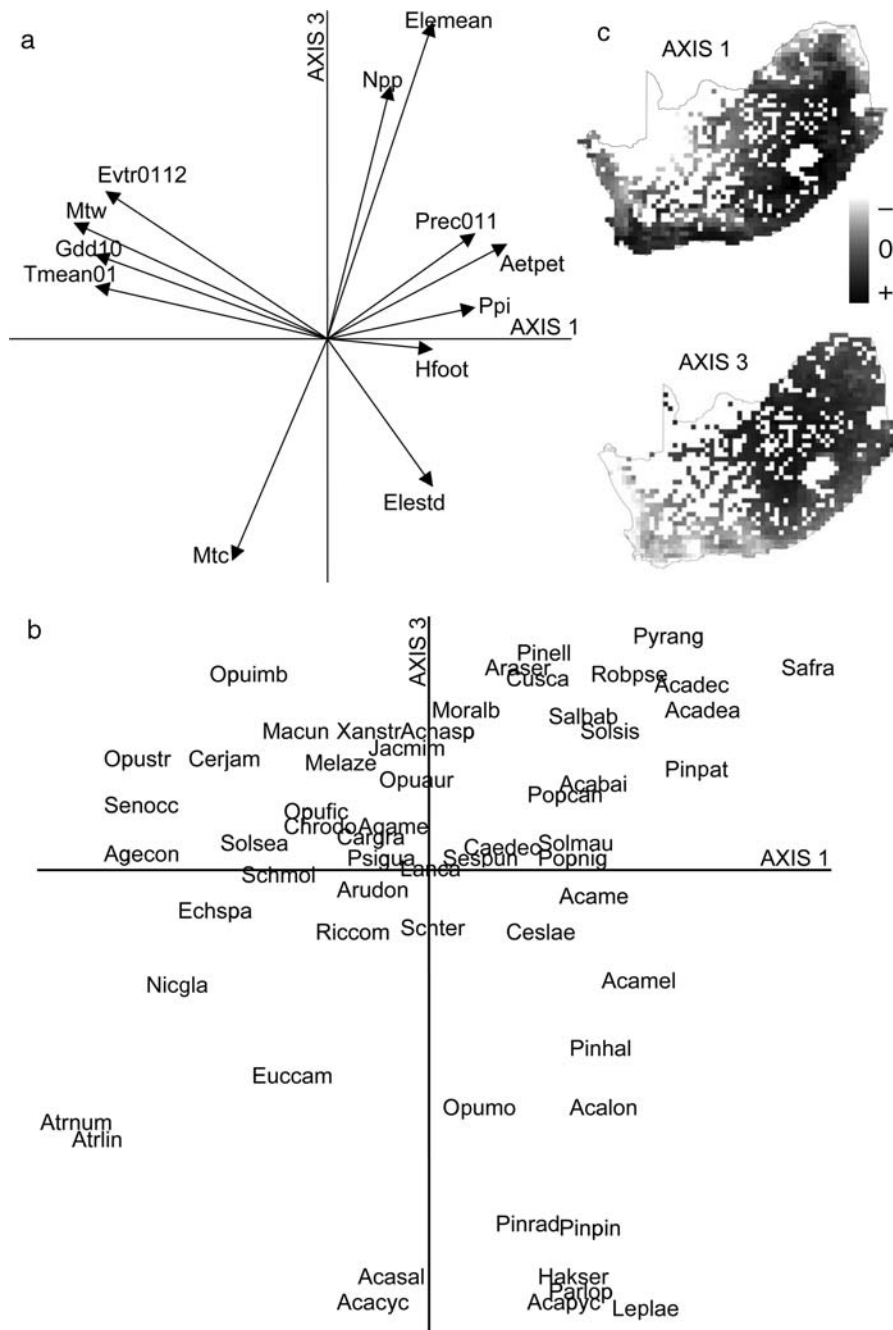 a
AXIS 3
Elemean
Npp
Evtr0112
Mtw
Gdd10
Tmean01
Prec011
Aetpet
Ppi
AXIS 1
Hfoot
Elestd
Mtc
c
AXIS 1
–
0
+
AXIS 3
b
AXIS 3
Pyrang
Pinell
Opuimb
Araser
Robpse
Safra
Cusca
Acadec
Moralb
Salbab
Acadea
Macun
Xanstr
Achasp
Solsis
Jacmim
Opustr
Cerjam
Melaze
Pinpat
Opuaur
Acabai
Popcan
Senocc
Opufic
Chrodo
Agame
Cargra
Solsea
Caedec
Solmau
Agecon
Psigua
Sespun
Popnig
AXIS 1
Lanca
Schmol
Arudon
Acame
Echspa
Riccom
Schter
Ceslae
Nicgla
Acamel
Pinhal
Euccam
Opumo
Acalon
Atrnum
Atrlin
Pinrad
Pinpin
Acasal
Hakser
Parlop
Acacyc
Acapyc
Leplae